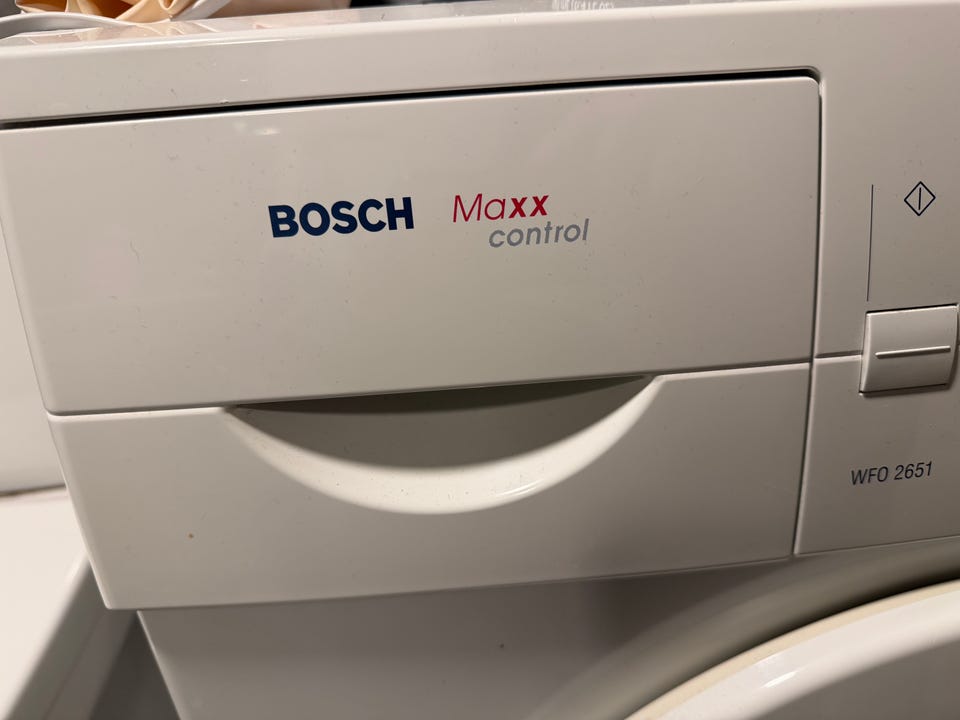 BOSCH Maxx
control
WFO 2651